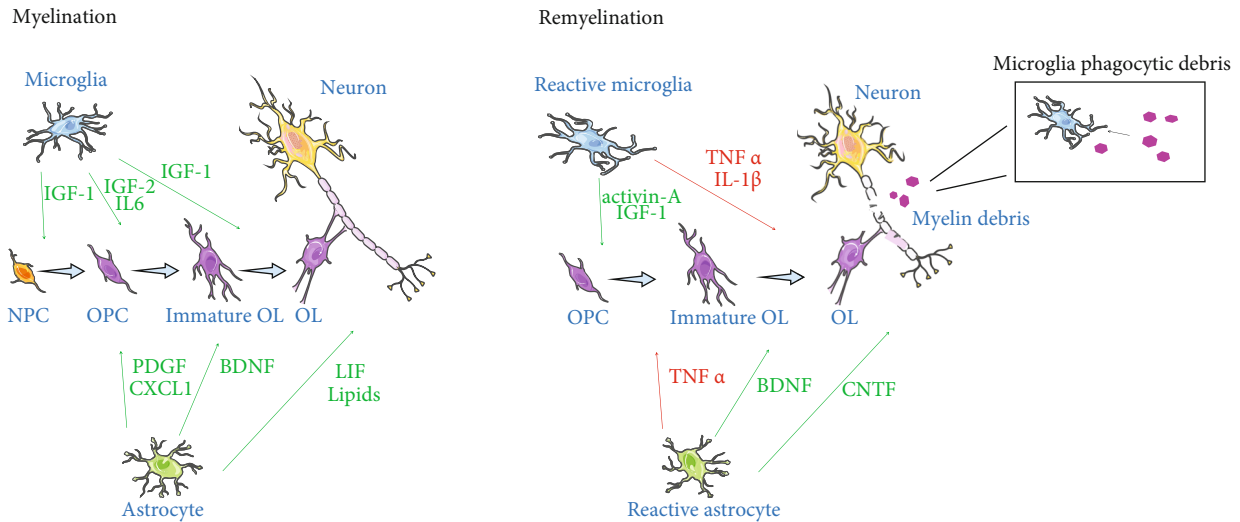 Myelination
Microglia
Neuron
IGF-1
IGF-2
IL6
IGF-1
NPC
OPC
Immature OL
OL
PDGF
CXCL1
BDNF
LIF
Lipids
Astrocyte
Remyelination
Reactive microglia
Neuron
Microglia phagocytic debris
TNF α
IL-1β
activin-A
IGF-1
Myelin debris
OPC
Immature OL
OL
TNF α
BDNF
CNTF
Reactive astrocyte